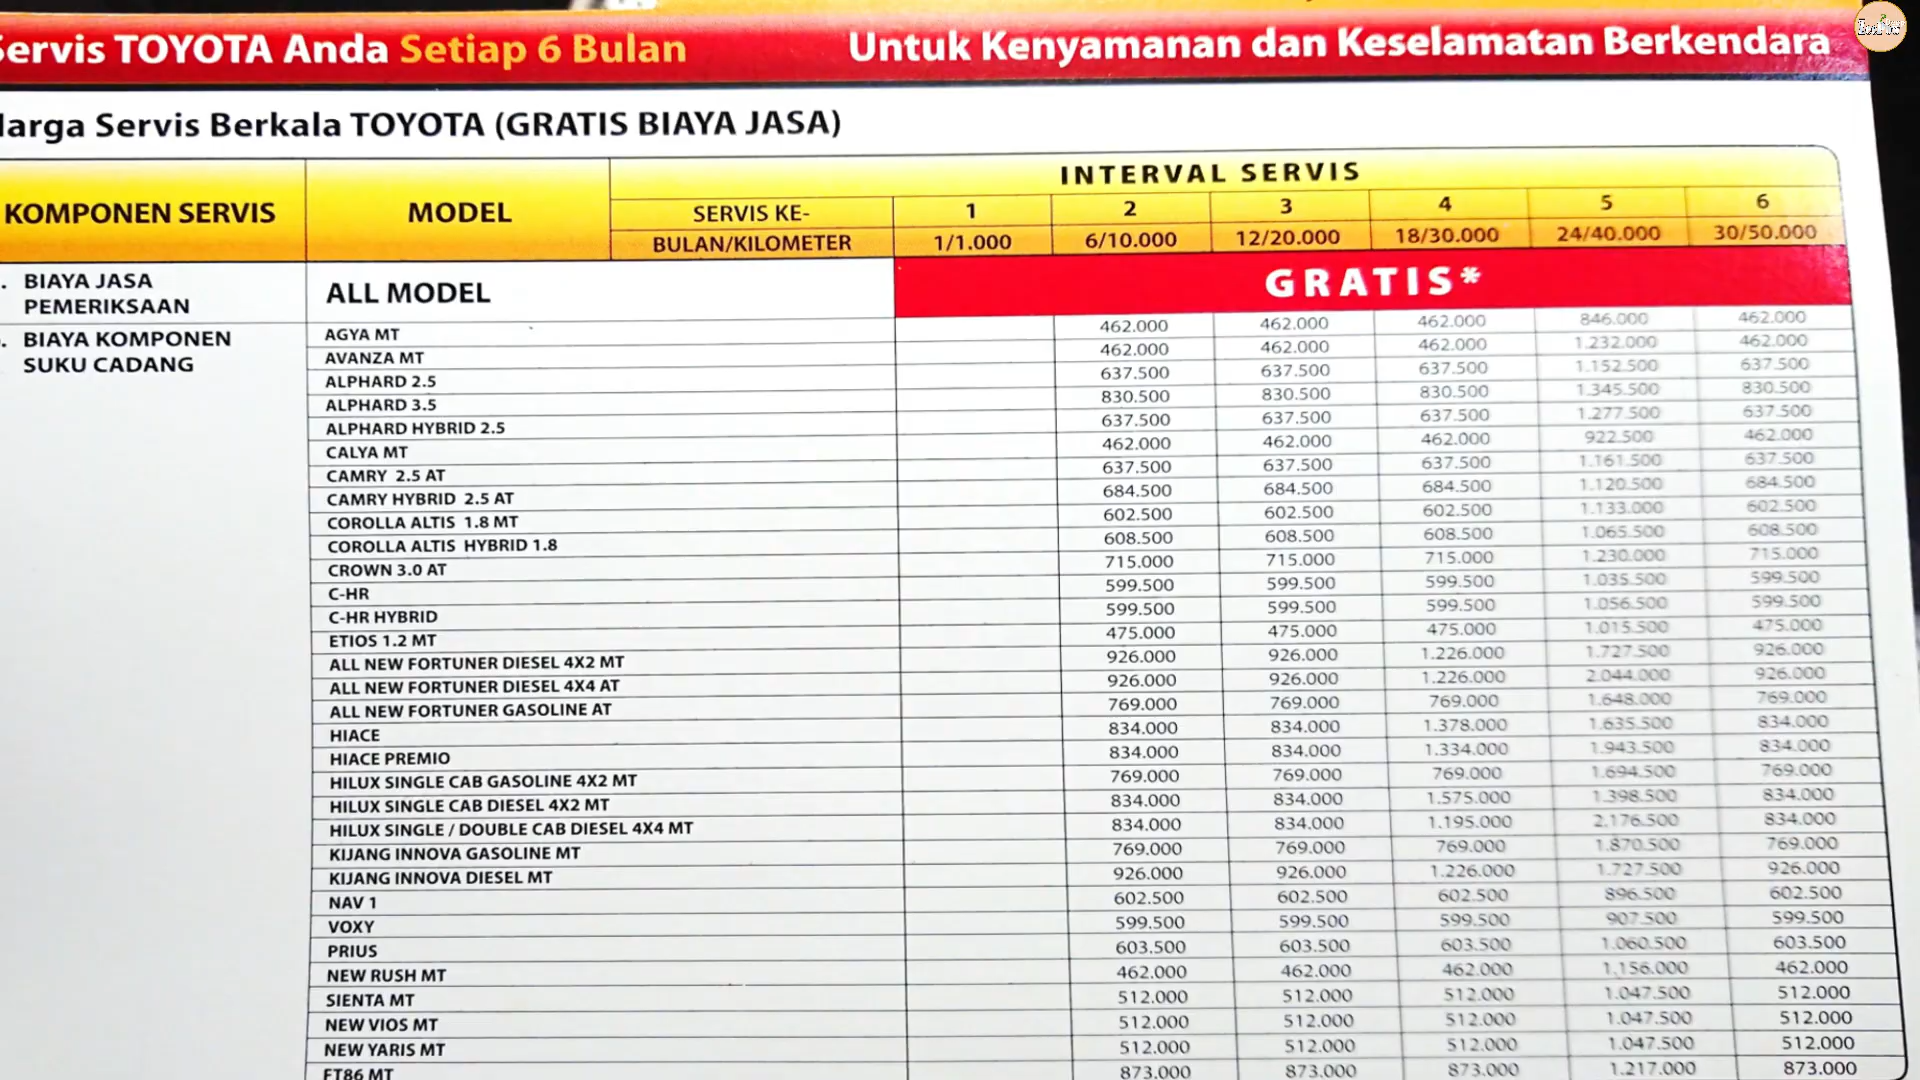 Servis TOYOTA Anda Setiap 6 Bulan Untuk Kenyamanan dan Keselamatan Berkendara
Harga Servis Berkala TOYOTA (GRATIS BIAYA JASA)
KOMPONEN SERVIS MODEL INTERVAL SERVIS
SERVIS KE- 1 2 3 4 5 6
BULAN/KILOMETER 1/1.000 6/10.000 12/20.000 18/30.000 24/40.000 30/50.000
BIAYA JASA PEMERIKSAAN ALL MODEL GRATIS*
BIAYA KOMPONEN SUKU CADANG
AGYA MT 462.000 462.000 462.000 846.000 462.000
AVANZA MT 462.000 462.000 462.000 1.232.000 462.000
ALPHARD 2.5 637.500 637.500 637.500 1.152.500 637.500
ALPHARD 3.5 830.500 830.500 830.500 1.345.500 830.500
ALPHARD HYBRID 2.5 637.500 637.500 637.500 1.277.500 637.500
CALYA MT 462.000 462.000 462.000 922.500 462.000
CAMRY 2.5 AT 637.500 637.500 637.500 1.161.500 637.500
CAMRY HYBRID 2.5 AT 684.500 684.500 684.500 1.120.500 684.500
COROLLA ALTIS 1.8 MT 602.500 602.500 602.500 1.133.000 602.500
COROLLA ALTIS HYBRID 1.8 608.500 608.500 608.500 1.065.500 608.500
CROWN 3.0 AT 715.000 715.000 715.000 1.230.000 715.000
C-HR 599.500 599.500 599.500 1.035.500 599.500
C-HR HYBRID 599.500 599.500 599.500 1.056.500 599.500
ETIOS 1.2 MT 475.000 475.000 475.000 1.015.500 475.000
ALL NEW FORTUNER DIESEL 4X2 MT 926.000 926.000 1.226.000 1.727.500 926.000
ALL NEW FORTUNER DIESEL 4X4 AT 926.000 926.000 1.226.000 2.044.000 926.000
ALL NEW FORTUNER GASOLINE AT 769.000 769.000 769.000 1.648.000 769.000
HIACE 834.000 834.000 1.378.000 1.635.500 834.000
HIACE PREMIO 834.000 834.000 1.334.000 1.943.500 834.000
HILUX SINGLE CAB GASOLINE 4X2 MT 769.000 769.000 769.000 1.694.500 769.000
HILUX SINGLE CAB DIESEL 4X2 MT 834.000 834.000 1.575.000 1.398.500 834.000
HILUX SINGLE / DOUBLE CAB DIESEL 4X4 MT 834.000 834.000 1.195.000 2.176.500 834.000
KIJANG INNOVA GASOLINE MT 769.000 769.000 769.000 1.870.500 769.000
KIJANG INNOVA DIESEL MT 926.000 926.000 1.226.000 1.727.500 926.000
NAV 1 602.500 602.500 602.500 896.500 602.500
VOXY 599.500 599.500 599.500 907.500 599.500
PRIUS 603.500 603.500 603.500 1.060.500 603.500
NEW RUSH MT 462.000 462.000 462.000 1.156.000 462.000
SIENTA MT 512.000 512.000 512.000 1.047.500 512.000
NEW VIOS MT 512.000 512.000 512.000 1.047.500 512.000
NEW YARIS MT 512.000 512.000 512.000 1.047.500 512.000
FT86 MT 873.000 873.000 873.000 1.217.000 873.000